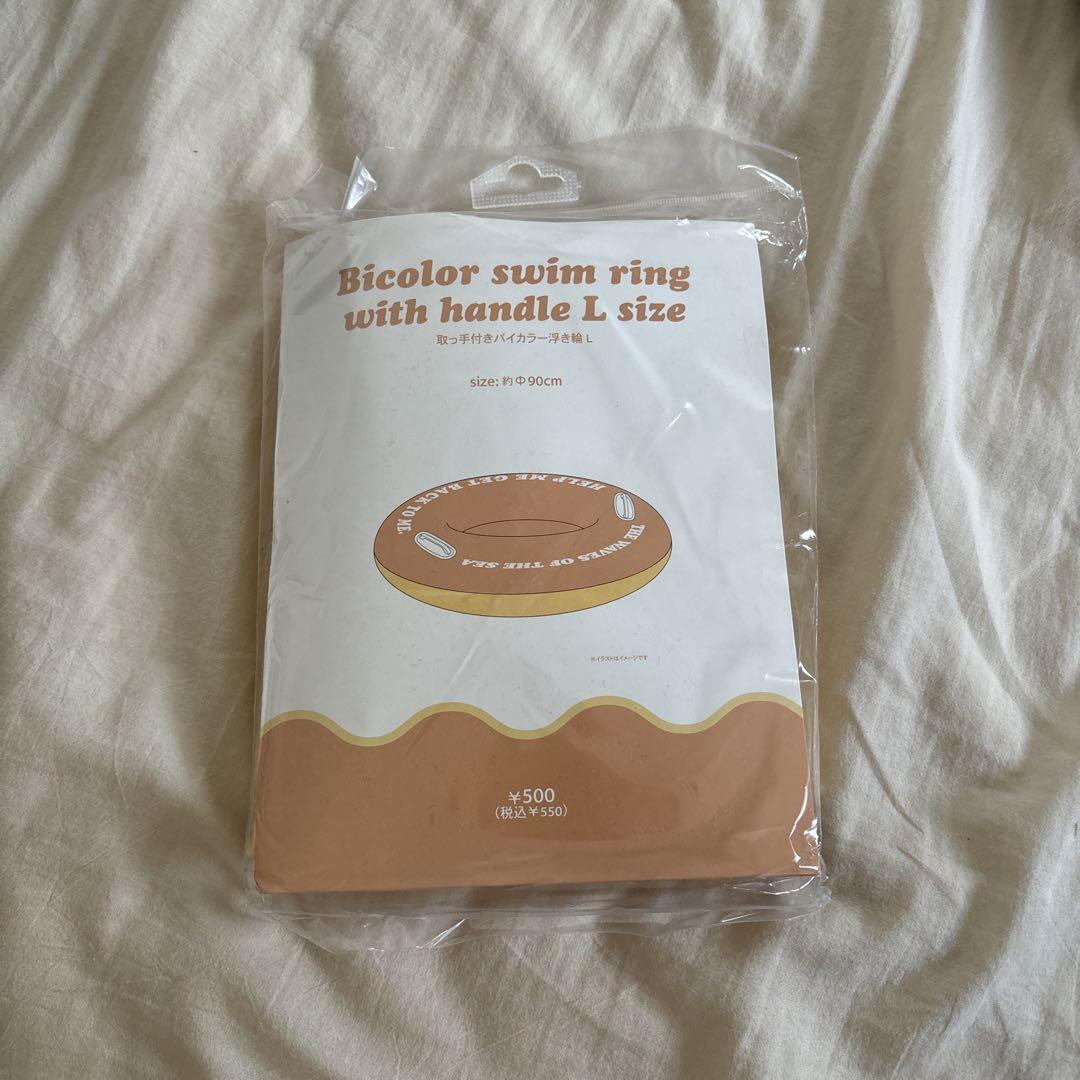 Bicolor swim ring
with handle L size
取っ手付きバイカラー浮き輪 L
size: 約Φ90cm
HELP ME GET BACK TO ME.
THE WAVES OF THE SEA
※イラストはイメージです
¥500
(税込¥550)